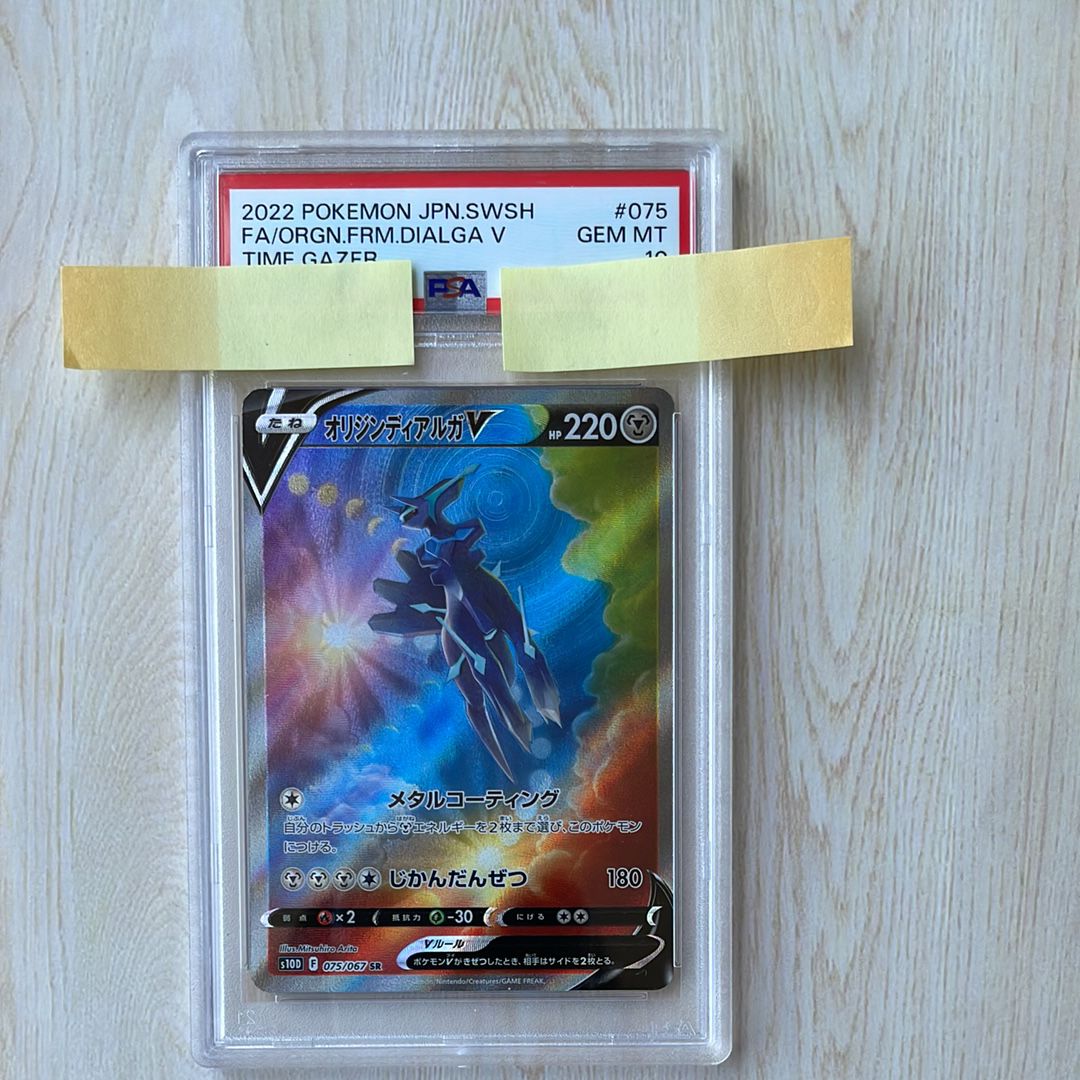 2022 POKEMON JPN.SWSH #075
FA/ORGN.FRM.DIALGA V GEM MT
TIME GAZER 10
PSA
たね オリジンディアルガV HP 220
メタルコーティング
自分のトラッシュからエネルギーを2枚まで選び、このポケモン
につける。
じかんだんぜつ 180
弱点 ×2 抵抗力 -30 にげる
Illus. Mitsuhiro Arita
Vルール
ポケモンVがきぜつしたとき、相手はサイドを2枚とる。
s10D F 075/067 SR
Nintendo/Creatures/GAME FREAK.